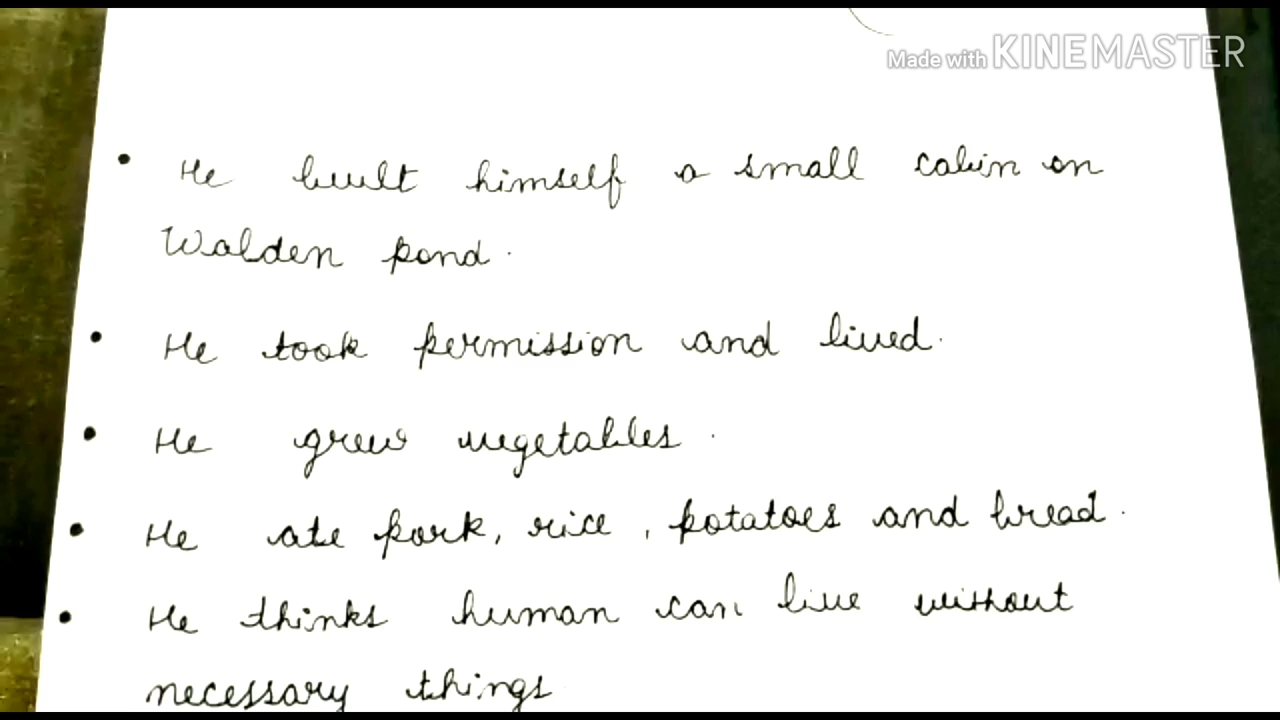 Made with KINEMASTER
• He built himself a small cabin on
Walden pond.
• He took permission and lived.
• He grew vegetables.
• He ate pork, rice, potatoes and bread.
• He thinks human can live without
necessary things